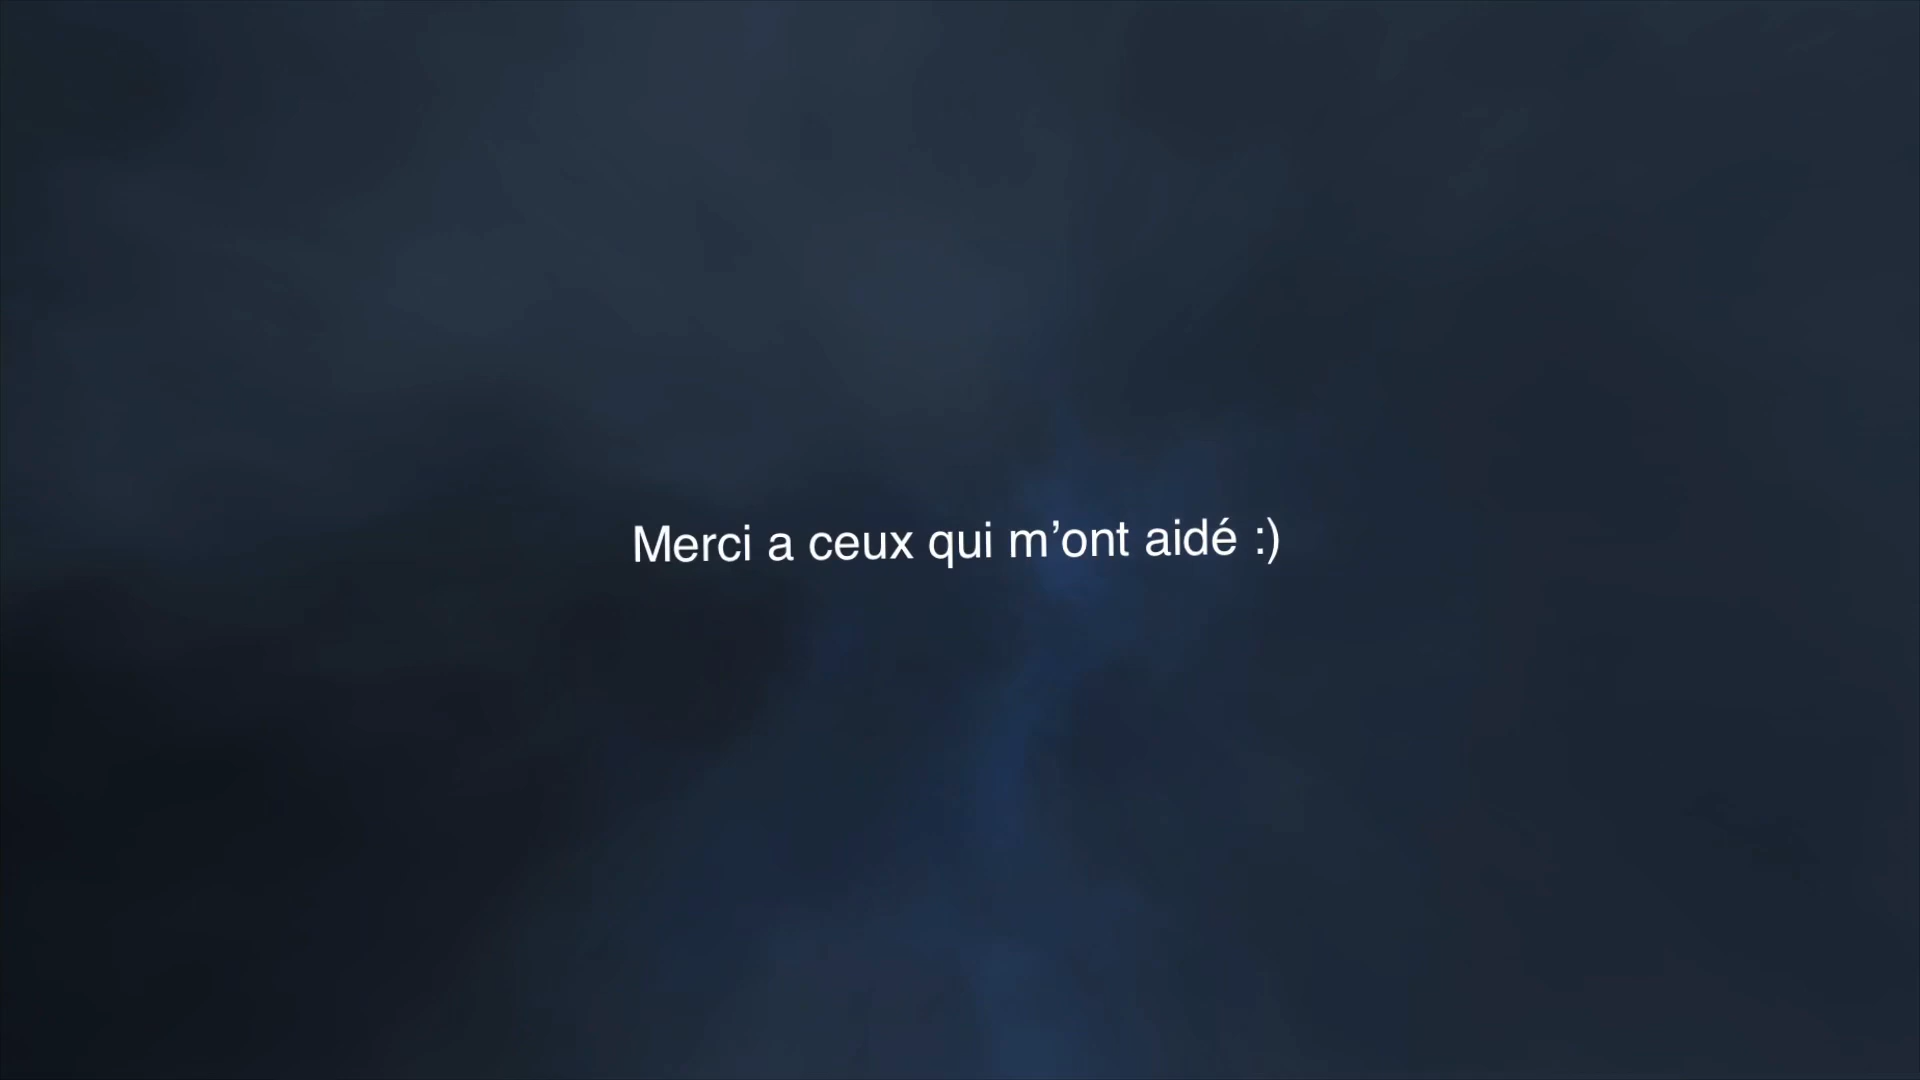 Merci a ceux qui m’ont aidé :)